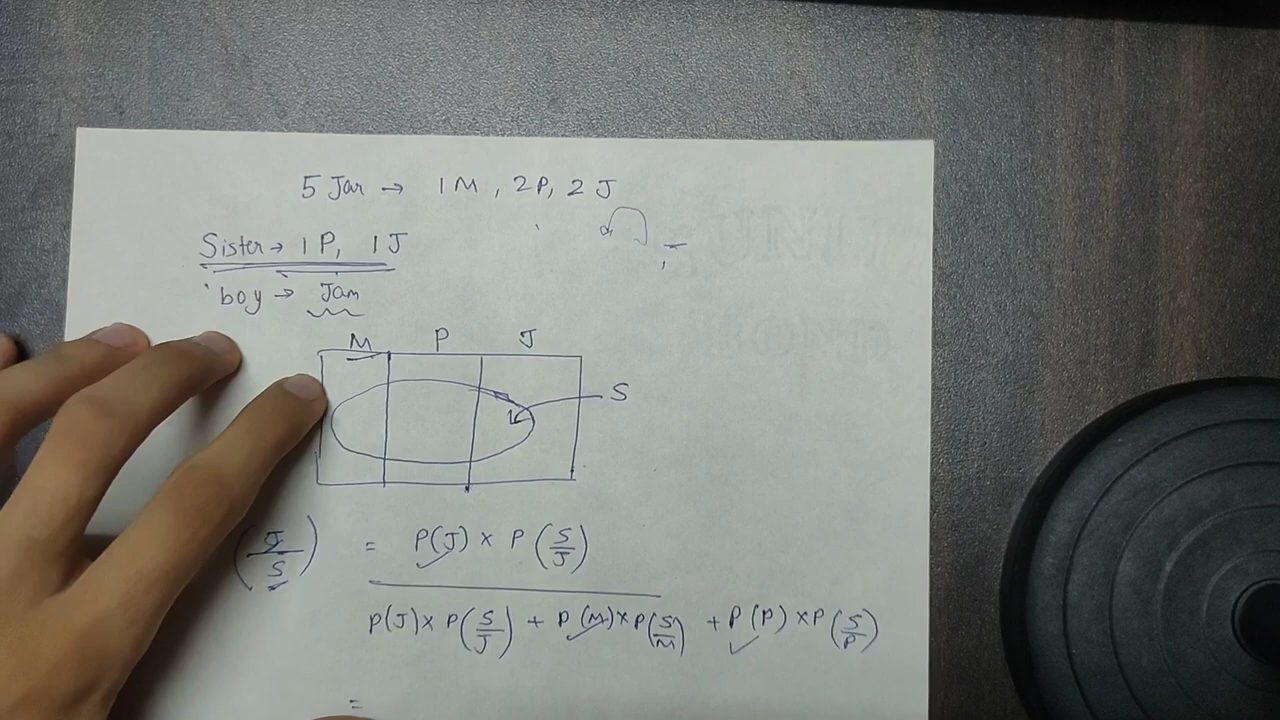 5 Jar → 1M, 2P, 2J
Sister → 1P, 1J
boy → Jam
M P J
S
(J/S) = P(J) × P(S/J)
P(J) × P(S/J) + P(M) × P(S/M) + P(P) × P(S/P)
=